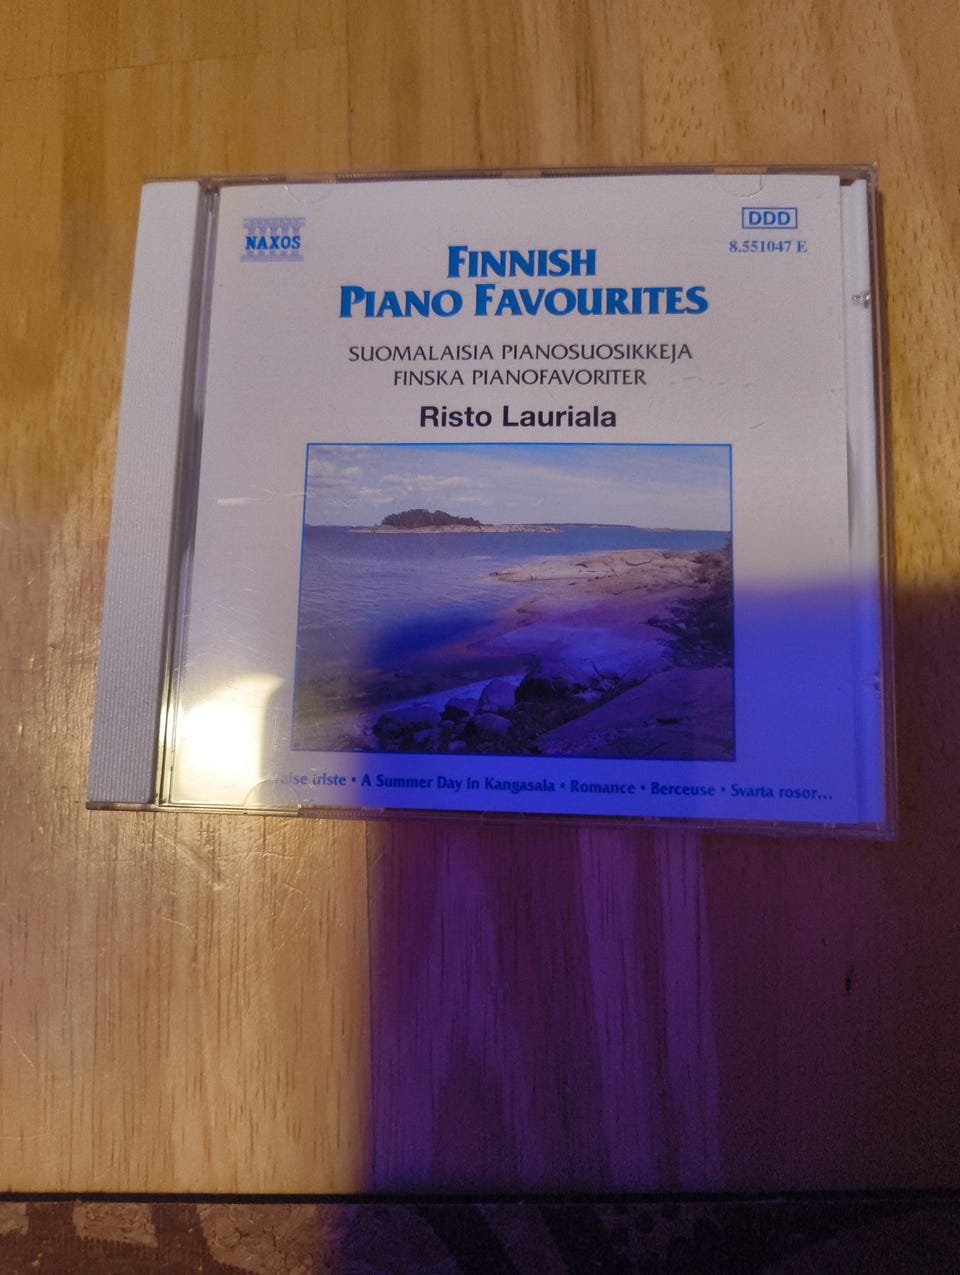 NAXOS
DDD
8.551047 E
FINNISH
PIANO FAVOURITES
SUOMALAISIA PIANOSUOSIKKEJA
FINSKA PIANOFAVORITER
Risto Lauriala
triste • A Summer Day in Kangasala • Romance • Berceuse • Svarta rosor...